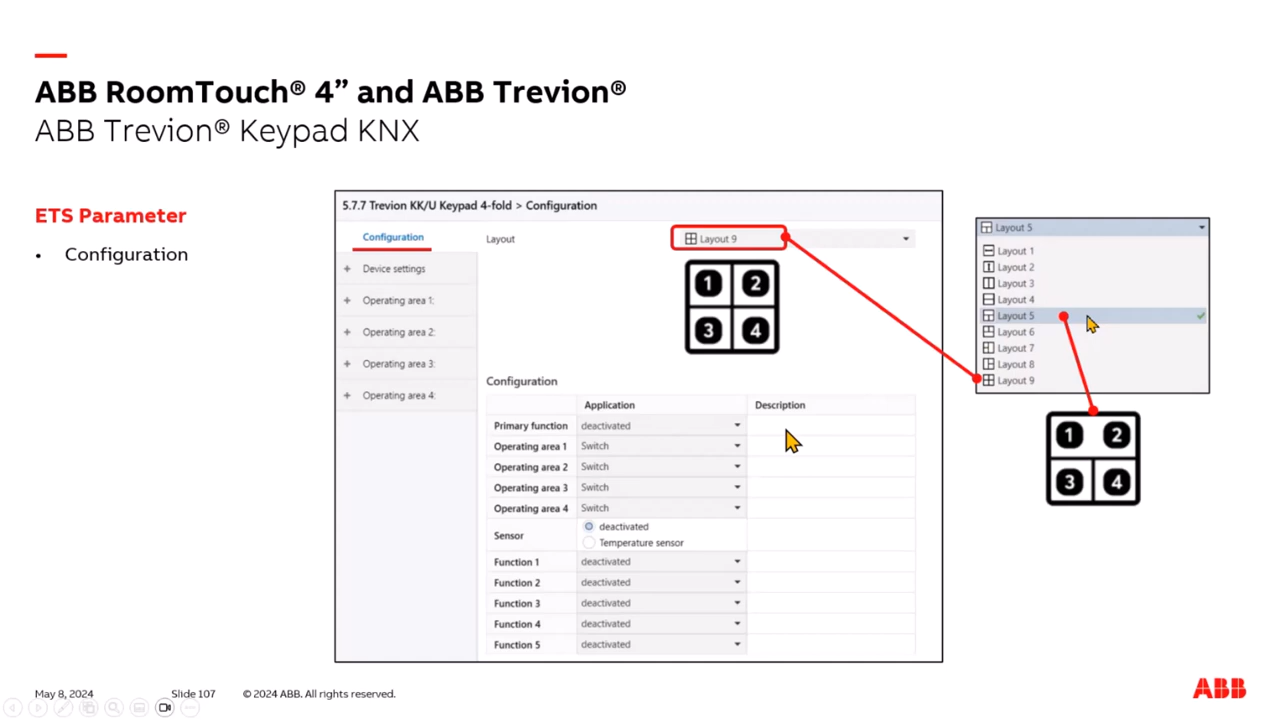 ABB RoomTouch® 4” and ABB Trevion®
ABB Trevion® Keypad KNX
ETS Parameter
• Configuration
5.7.7 Trevion KK/U Keypad 4-fold > Configuration
Configuration
Layout
Layout 9
+ Device settings
+ Operating area 1:
+ Operating area 2:
+ Operating area 3:
+ Operating area 4:
1 2
3 4
Configuration
Application Description
Primary function deactivated
Operating area 1 Switch
Operating area 2 Switch
Operating area 3 Switch
Operating area 4 Switch
Sensor
deactivated
Temperature sensor
Function 1 deactivated
Function 2 deactivated
Function 3 deactivated
Function 4 deactivated
Function 5 deactivated
Layout 5
Layout 1
Layout 2
Layout 3
Layout 4
Layout 5
Layout 6
Layout 7
Layout 8
Layout 9
1 2
3 4
May 8, 2024 Slide 107 © 2024 ABB. All rights reserved.
ABB